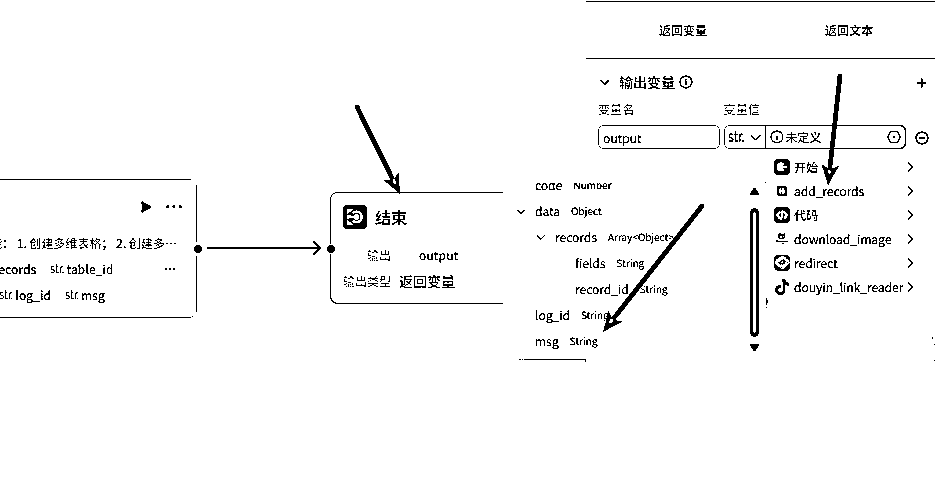 返回变量 返回文本
输出变量
变量名 变量值
output str. 未定义
开始
add_records
代码
download_image
redirect
douyin_link_reader
code Number
data Object
records Array<Object>
fields String
record_id String
log_id String
msg String
：1.创建多维表格；2.创建多…
ecords str.table_id …
str.log_id str.msg
结束
输出 output
输出类型 返回变量